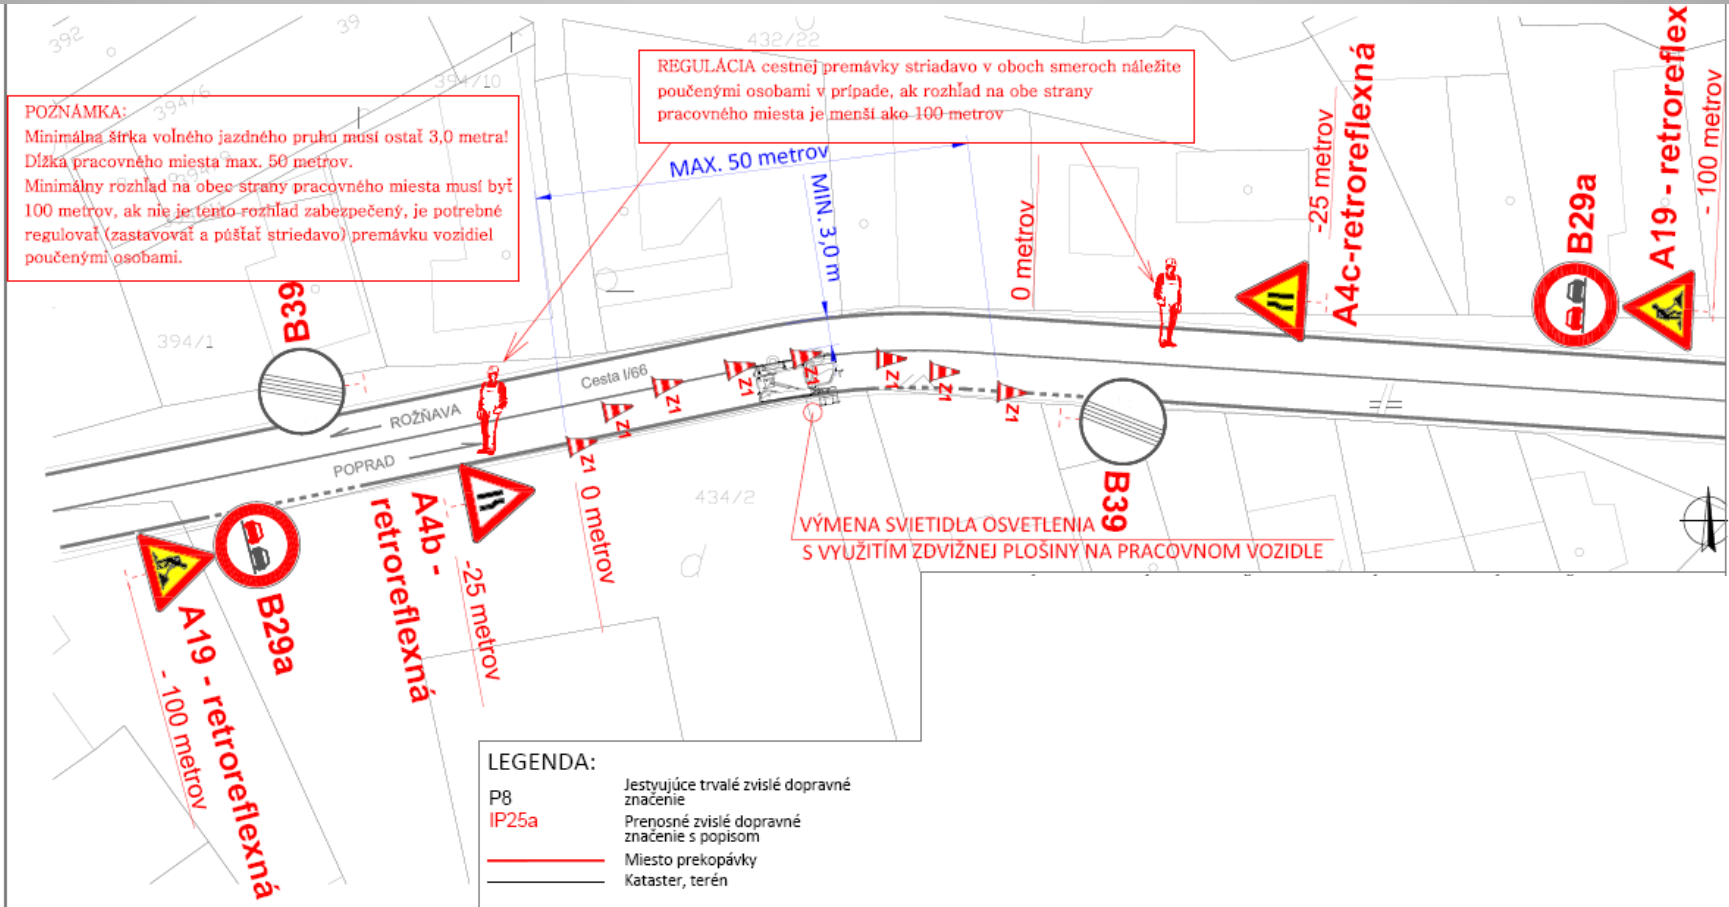 392
39
432/22
394/10
394/6
394/7
394/1
434/2
REGULÁCIA cestnej premávky striadavo v oboch smeroch náležite
poučenými osobami v prípade, ak rozhľad na obe strany
pracovného miesta je menší ako 100 metrov
POZNÁMKA:
Minimálna šírka voľného jazdného pruhu musí ostať 3,0 metra!
Dĺžka pracovného miesta max. 50 metrov.
Minimálny rozhľad na obec strany pracovného miesta musí byť
100 metrov, ak nie je tento rozhľad zabezpečený, je potrebné
regulovať (zastavovať a púšťať striedavo) premávku vozidiel
poučenými osobami.
MAX. 50 metrov
MIN. 3,0 m
0 metrov
-25 metrov
A4c-retroreflexná
B29a
A19 - retroreflex
- 100 metrov
B39
Cesta I/66
ROŽŇAVA
POPRAD
Z1
Z1
Z1
Z1
Z1
Z1
Z1
Z1
B39
A4b -
retroreflexná
-25 metrov
0 metrov
B29a
A19 - retroreflexná
- 100 metrov
VÝMENA SVIETIDLA OSVETLENIA
S VYUŽITÍM ZDVIŽNEJ PLOŠINY NA PRACOVNOM VOZIDLE
LEGENDA:
P8
Jestvujúce trvalé zvislé dopravné
značenie
IP25a
Prenosné zvislé dopravné
značenie s popisom
Miesto prekopávky
Kataster, terén